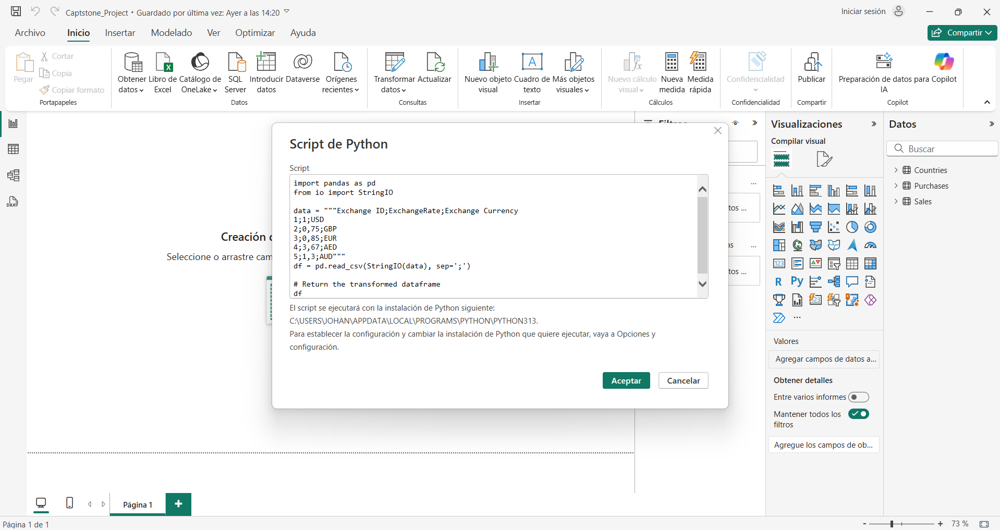 Captstone_Project • Guardado por última vez: Ayer a las 14:20
Iniciar sesión
Archivo
Inicio
Insertar
Modelado
Ver
Optimizar
Ayuda
Compartir
Pegar
Cortar
Copia
Copiar formato
Portapapeles
Obtener datos
Libro de Excel
Catálogo de OneLake
SQL Server
Introducir datos
Dataverse
Orígenes recientes
Datos
Transformar datos
Actualizar
Consultas
Nuevo objeto visual
Cuadro de texto
Más objetos visuales
Insertar
Nuevo cálculo visual
Nueva medida
Medida rápida
Cálculos
Confidencialidad
Confidencialidad
Publicar
Compartir
Preparación de datos para IA
Copilot
Copilot
Creación
Seleccione o arrastre cam
Script de Python
Script
import pandas as pd
from io import StringIO
data = """Exchange ID;ExchangeRate;Exchange Currency
1;1;USD
2;0,75;GBP
3;0,85;EUR
4;3,67;AED
5;1,3;AUD"""
df = pd.read_csv(StringIO(data), sep=';')
# Return the transformed dataframe
df
El script se ejecutará con la instalación de Python siguiente:
C:\USERS\JOHAN\APPDATA\LOCAL\PROGRAMS\PYTHON\PYTHON313.
Para establecer la configuración y cambiar la instalación de Python que quiere ejecutar, vaya a Opciones y
configuración.
Aceptar
Cancelar
...
tos ...
as ...
tos ...
Visualizaciones
Compilar visual
123
R
Py
123
...
Valores
Agregar campos de datos a...
Obtener detalles
Entre varios informes
Mantener todos los
filtros
Agregue los campos de ob...
Datos
Buscar
Countries
Purchases
Sales
DAX
Página 1
+
Página 1 de 1
- + 73 %